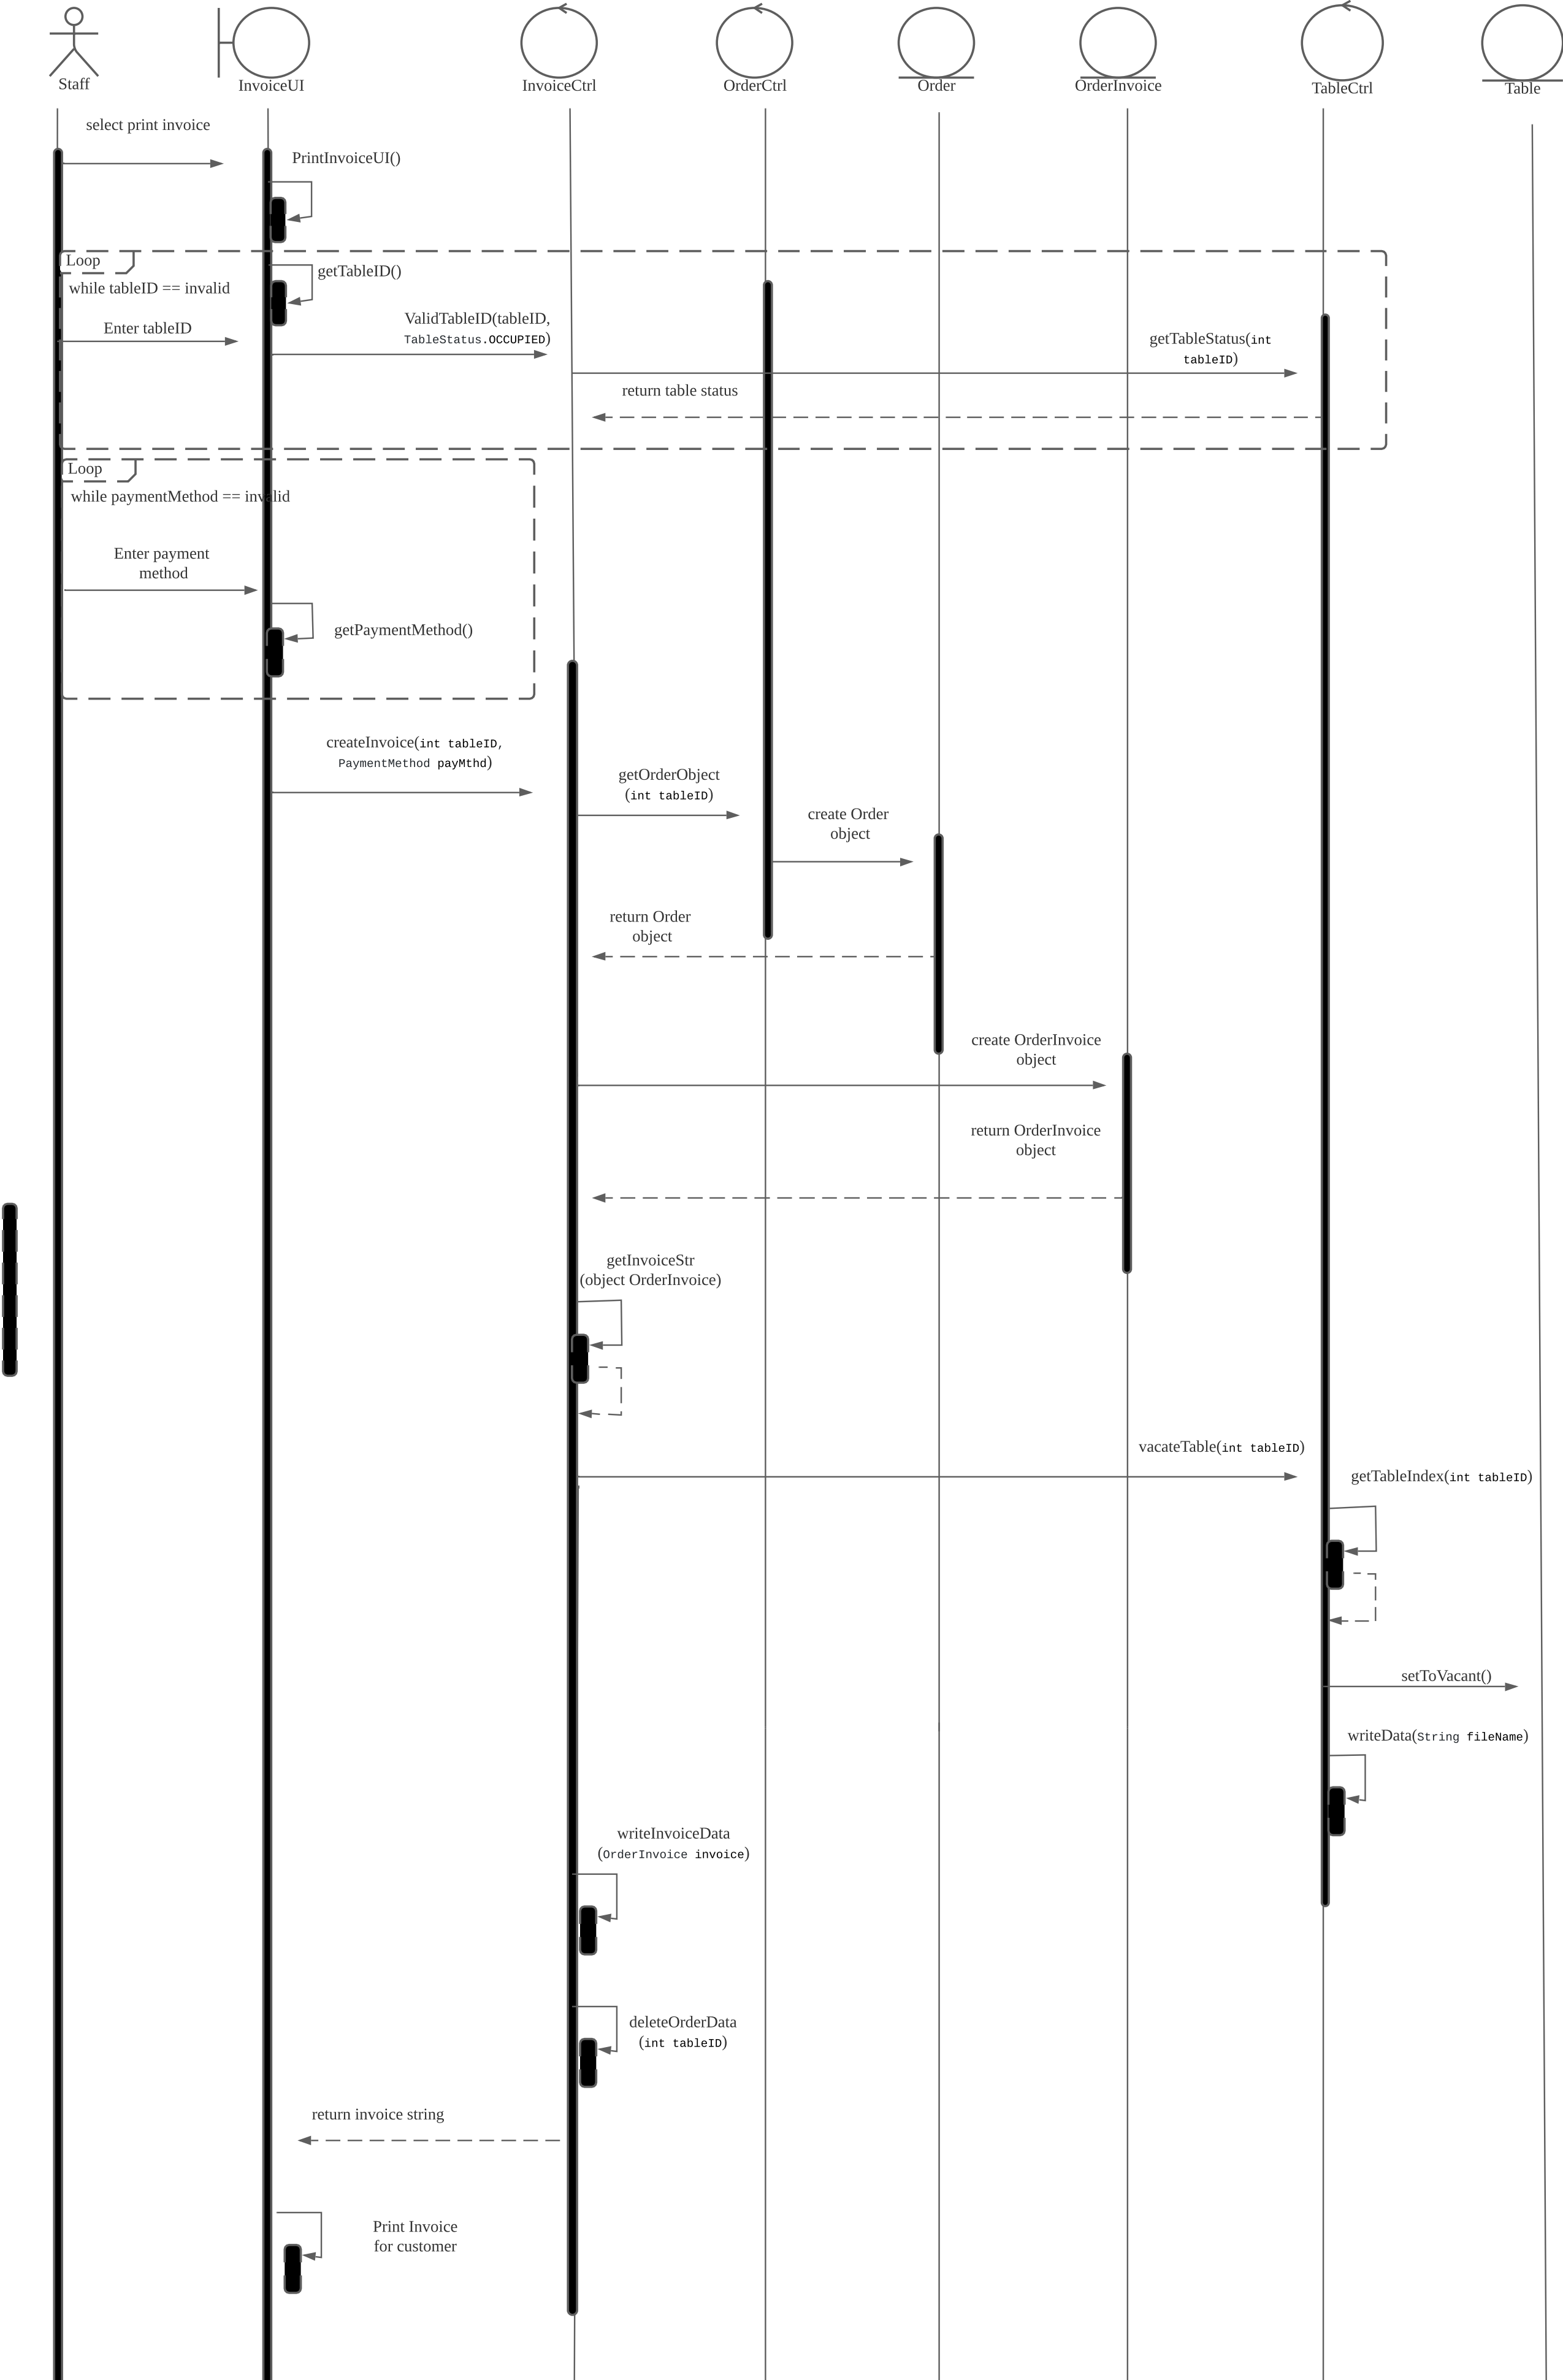 Staff
InvoiceUI
InvoiceCtrl
OrderCtrl
Order
OrderInvoice
TableCtrl
Table
select print invoice
PrintInvoiceUI()
Loop
getTableID()
while tableID == invalid
Enter tableID
ValidTableID(tableID,
TableStatus.OCCUPIED)
getTableStatus(int
tableID)
return table status
Loop
while paymentMethod == invalid
Enter payment
method
getPaymentMethod()
createInvoice(int tableID,
PaymentMethod payMthd)
getOrderObject
(int tableID)
create Order
object
return Order
object
create OrderInvoice
object
return OrderInvoice
object
getInvoiceStr
(object OrderInvoice)
vacateTable(int tableID)
getTableIndex(int tableID)
setToVacant()
writeData(String fileName)
writeInvoiceData
(OrderInvoice invoice)
deleteOrderData
(int tableID)
return invoice string
Print Invoice
for customer